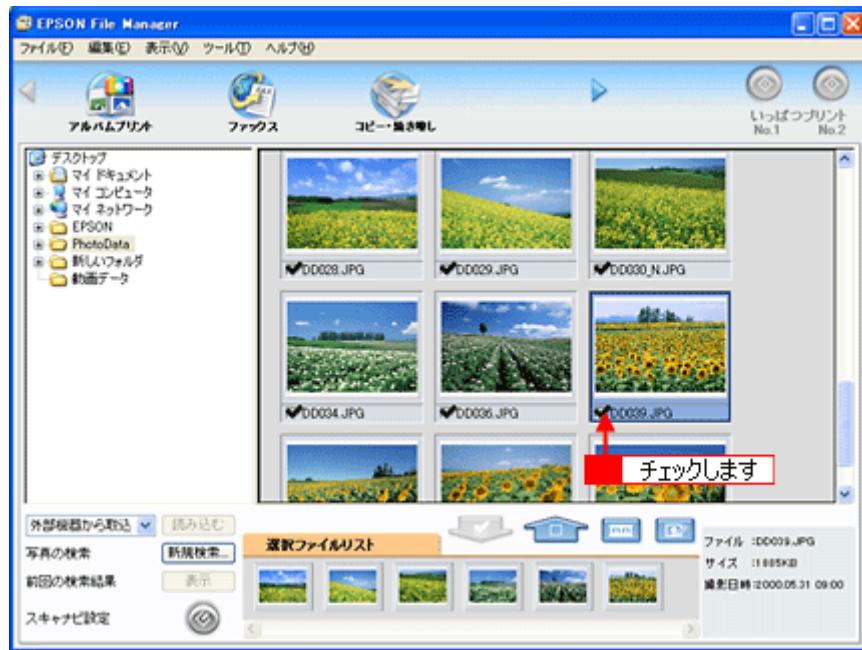 EPSON File Manager
ファイル(F) 編集(E) 表示(V) ツール(T) ヘルプ(H)
アルバムプリント ファックス コピー・焼き増し いっぱつプリント
No.1 No.2
デスクトップ
マイ ドキュメント
マイ コンピュータ
マイ ネットワーク
EPSON
PhotoData
新しいフォルダ
動画データ
DD028.JPG DD029.JPG DD030_N.JPG
DD034.JPG DD036.JPG DD039.JPG
チェックします
外部機器から取込 読み込む
写真の検索 新規検索...
前回の検索結果 表示
スキャナビ設定
選択ファイルリスト
ファイル :DD039.JPG
サイズ :1885KB
撮影日時:2000.05.31 09:00